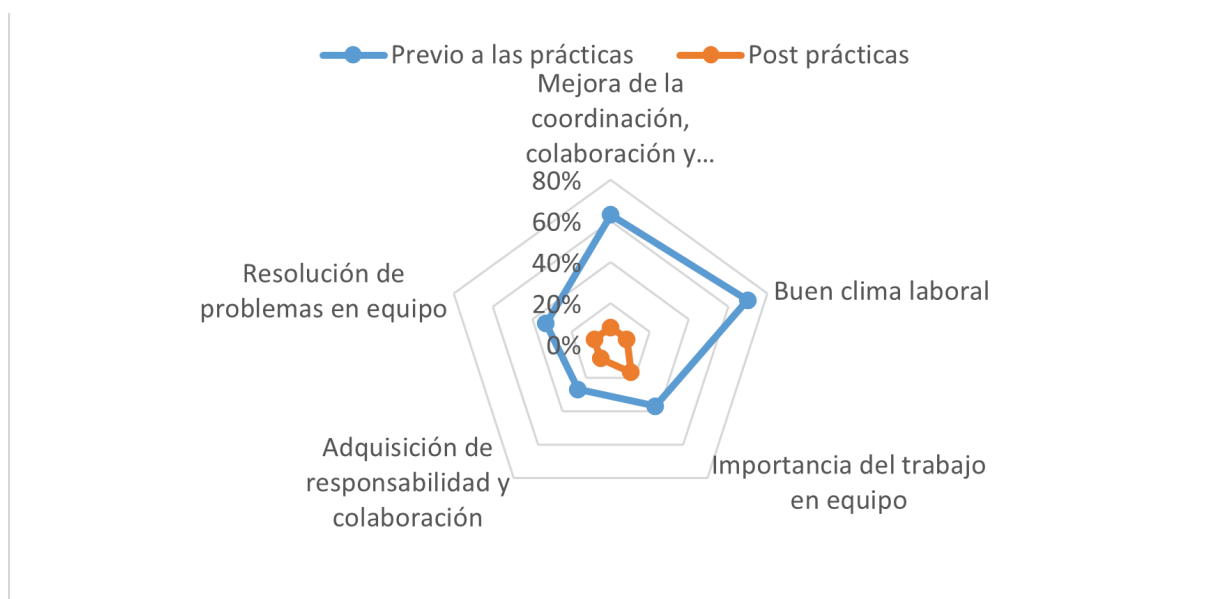 Previo a las prácticas
Post prácticas
Mejora de la
coordinación,
colaboración y...
80%
60%
40%
20%
0%
Buen clima laboral
Importancia del trabajo
en equipo
Adquisición de
responsabilidad y
colaboración
Resolución de
problemas en equipo